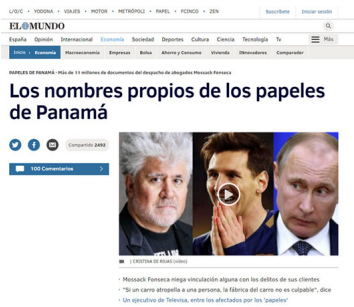 L/O/C • YODONA • VIAJES • MOTOR • METRÓPOLI • PAPEL • F5CINCO • ZEN
Suscríbete Iniciar sesión
EL MUNDO
España Opinión Internacional Economía Sociedad Deportes Cultura Ciencia Tecnología Tv Más
Inicio › Economía Macroeconomía Empresas Bolsa Ahorro y Consumo Vivienda Observadores Comparador
PAPELES DE PANAMÁ · Más de 11 millones de documentos del despacho de abogados Mossack Fonseca
Los nombres propios de los papeles
de Panamá
Compartido 2492
100 Comentarios
| CRISTINA DE ROJAS (vídeo)
· Mossack Fonseca niega vinculación alguna con los delitos de sus clientes
· "Si un carro atropella a una persona, la fábrica del carro no es culpable", dice
· Un ejecutivo de Televisa, entre los afectados por los 'papeles'